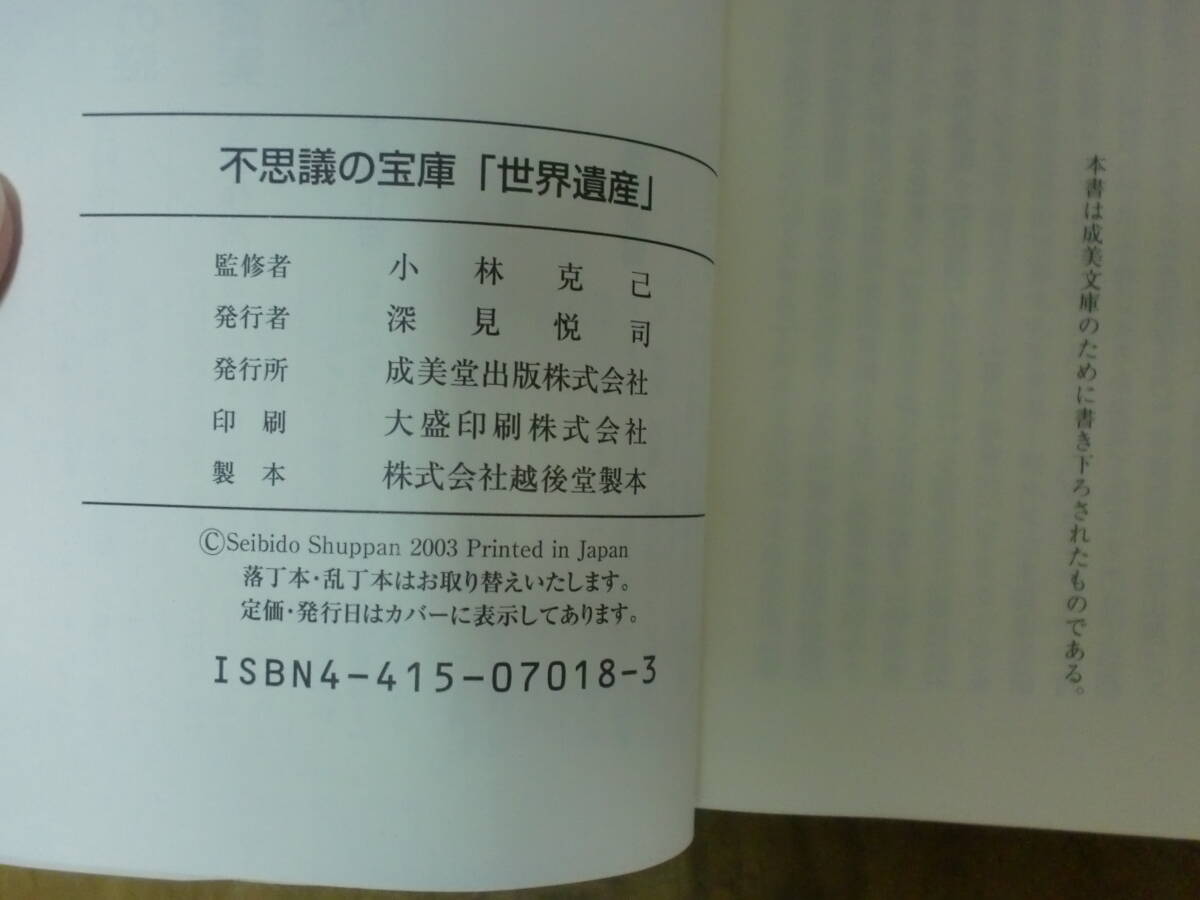 本書は成美文庫のために書き下ろされたものである。
不思議の宝庫「世界遺産」
監修者 小林克己
発行者 深見悦司
発行所 成美堂出版株式会社
印刷 大盛印刷株式会社
製本 株式会社越後堂製本
©Seibido Shuppan 2003 Printed in Japan
落丁本・乱丁本はお取り替えいたします。
定価・発行日はカバーに表示してあります。
ISBN4-415-07018-3